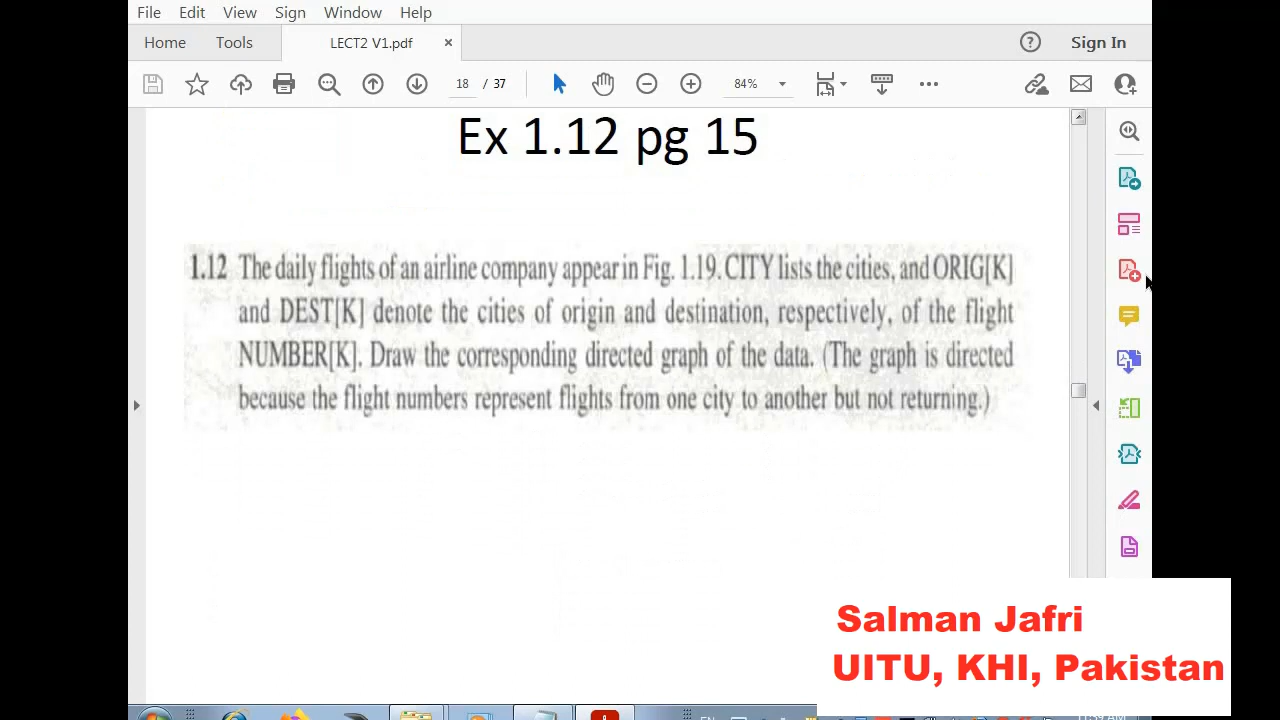 File Edit View Sign Window Help
Home Tools LECT2 V1.pdf × Sign In
18 / 37 84%
Ex 1.12 pg 15
1.12 The daily flights of an airline company appear in Fig. 1.19. CITY lists the cities, and ORIG[K]
and DEST[K] denote the cities of origin and destination, respectively, of the flight
NUMBER[K]. Draw the corresponding directed graph of the data. (The graph is directed
because the flight numbers represent flights from one city to another but not returning.)
Salman Jafri
UITU, KHI, Pakistan
EN